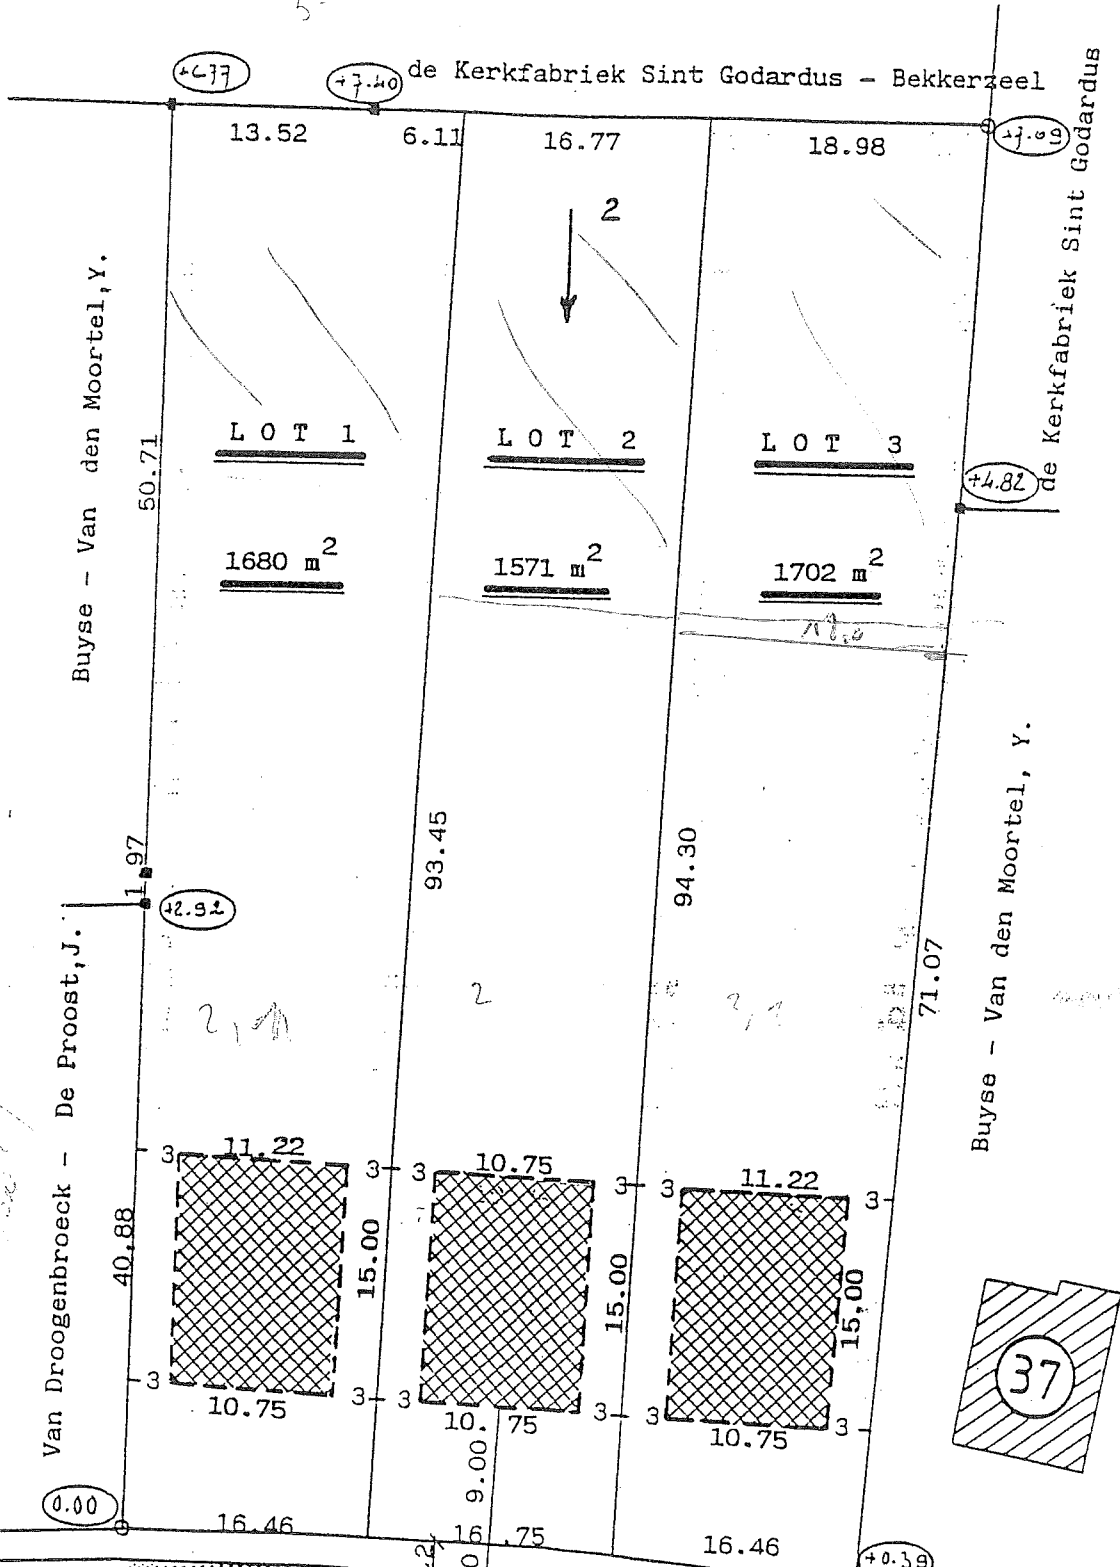 +6.77
+7.40
de Kerkfabriek Sint Godardus - Bekkerzeel
13.52
6.11
16.77
18.98
+7.09
de Kerkfabriek Sint Godardus
2
Buyse - Van den Moortel, Y.
50.71
LOT 1
LOT 2
LOT 3
+4.82
1680 m2
1571 m2
1702 m2
18,0
1 97
+2.92
93.45
94.30
71.07
Buyse - Van den Moortel, Y.
Van Droogenbroeck - De Proost, J.
2
40.88
3 11.22 3
10.75 3
3 11.22 3
15.00
15.00
15,00
37
3 10.75 3
3 10.75 3
3 10.75 3
9.00
0.00
16.46
16.75
16.46
+0.39